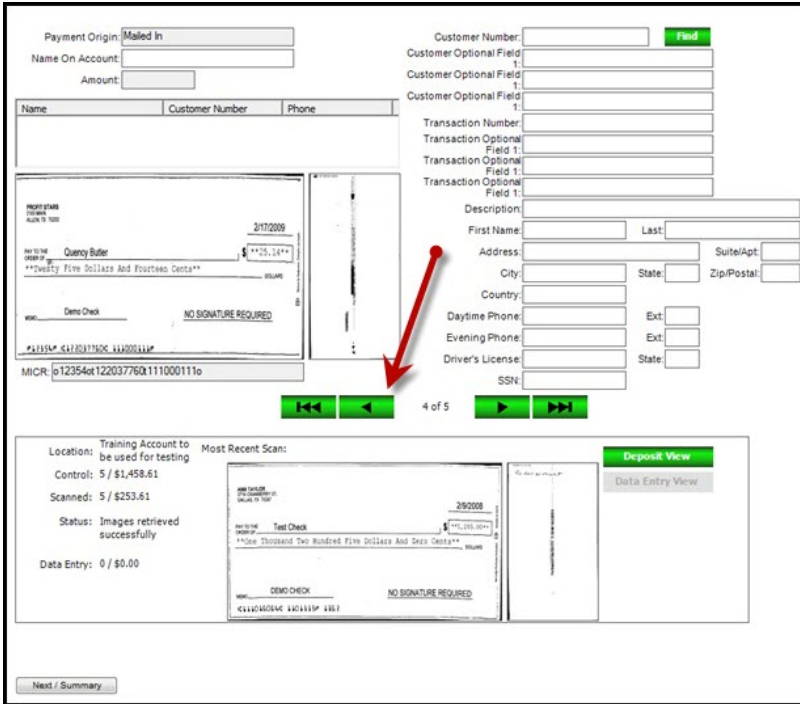 Payment Origin: Mailed In
Name On Account:
Amount:
Name Customer Number Phone
Customer Number: Find
Customer Optional Field 1:
Customer Optional Field 1:
Customer Optional Field 1:
Transaction Number:
Transaction Optional Field 1:
Transaction Optional Field 1:
Transaction Optional Field 1:
Description:
First Name: Last:
Address: Suite/Apt:
City: State: Zip/Postal:
Country:
Daytime Phone: Ext:
Evening Phone: Ext:
Driver's License: State:
SSN:
PROFIT STARS
2/17/2009
PAY TO THE ORDER OF Quency Butler $ **25.14**
**Twenty Five Dollars And Fourteen Cents** DOLLARS
MEMO Demo Check NO SIGNATURE REQUIRED
MICR: o12354ot122037760t111000111o
4 of 5
Location: Training Account to be used for testing
Control: 5 / $1,458.61
Scanned: 5 / $253.61
Status: Images retrieved successfully
Data Entry: 0 / $0.00
Most Recent Scan:
ANN TAYLOR
2/9/2008
PAY TO THE ORDER OF Test Check $ **1,205.00**
**One Thousand Two Hundred Five Dollars And Zero Cents** DOLLARS
MEMO DEMO CHECK NO SIGNATURE REQUIRED
Deposit View
Data Entry View
Next / Summary